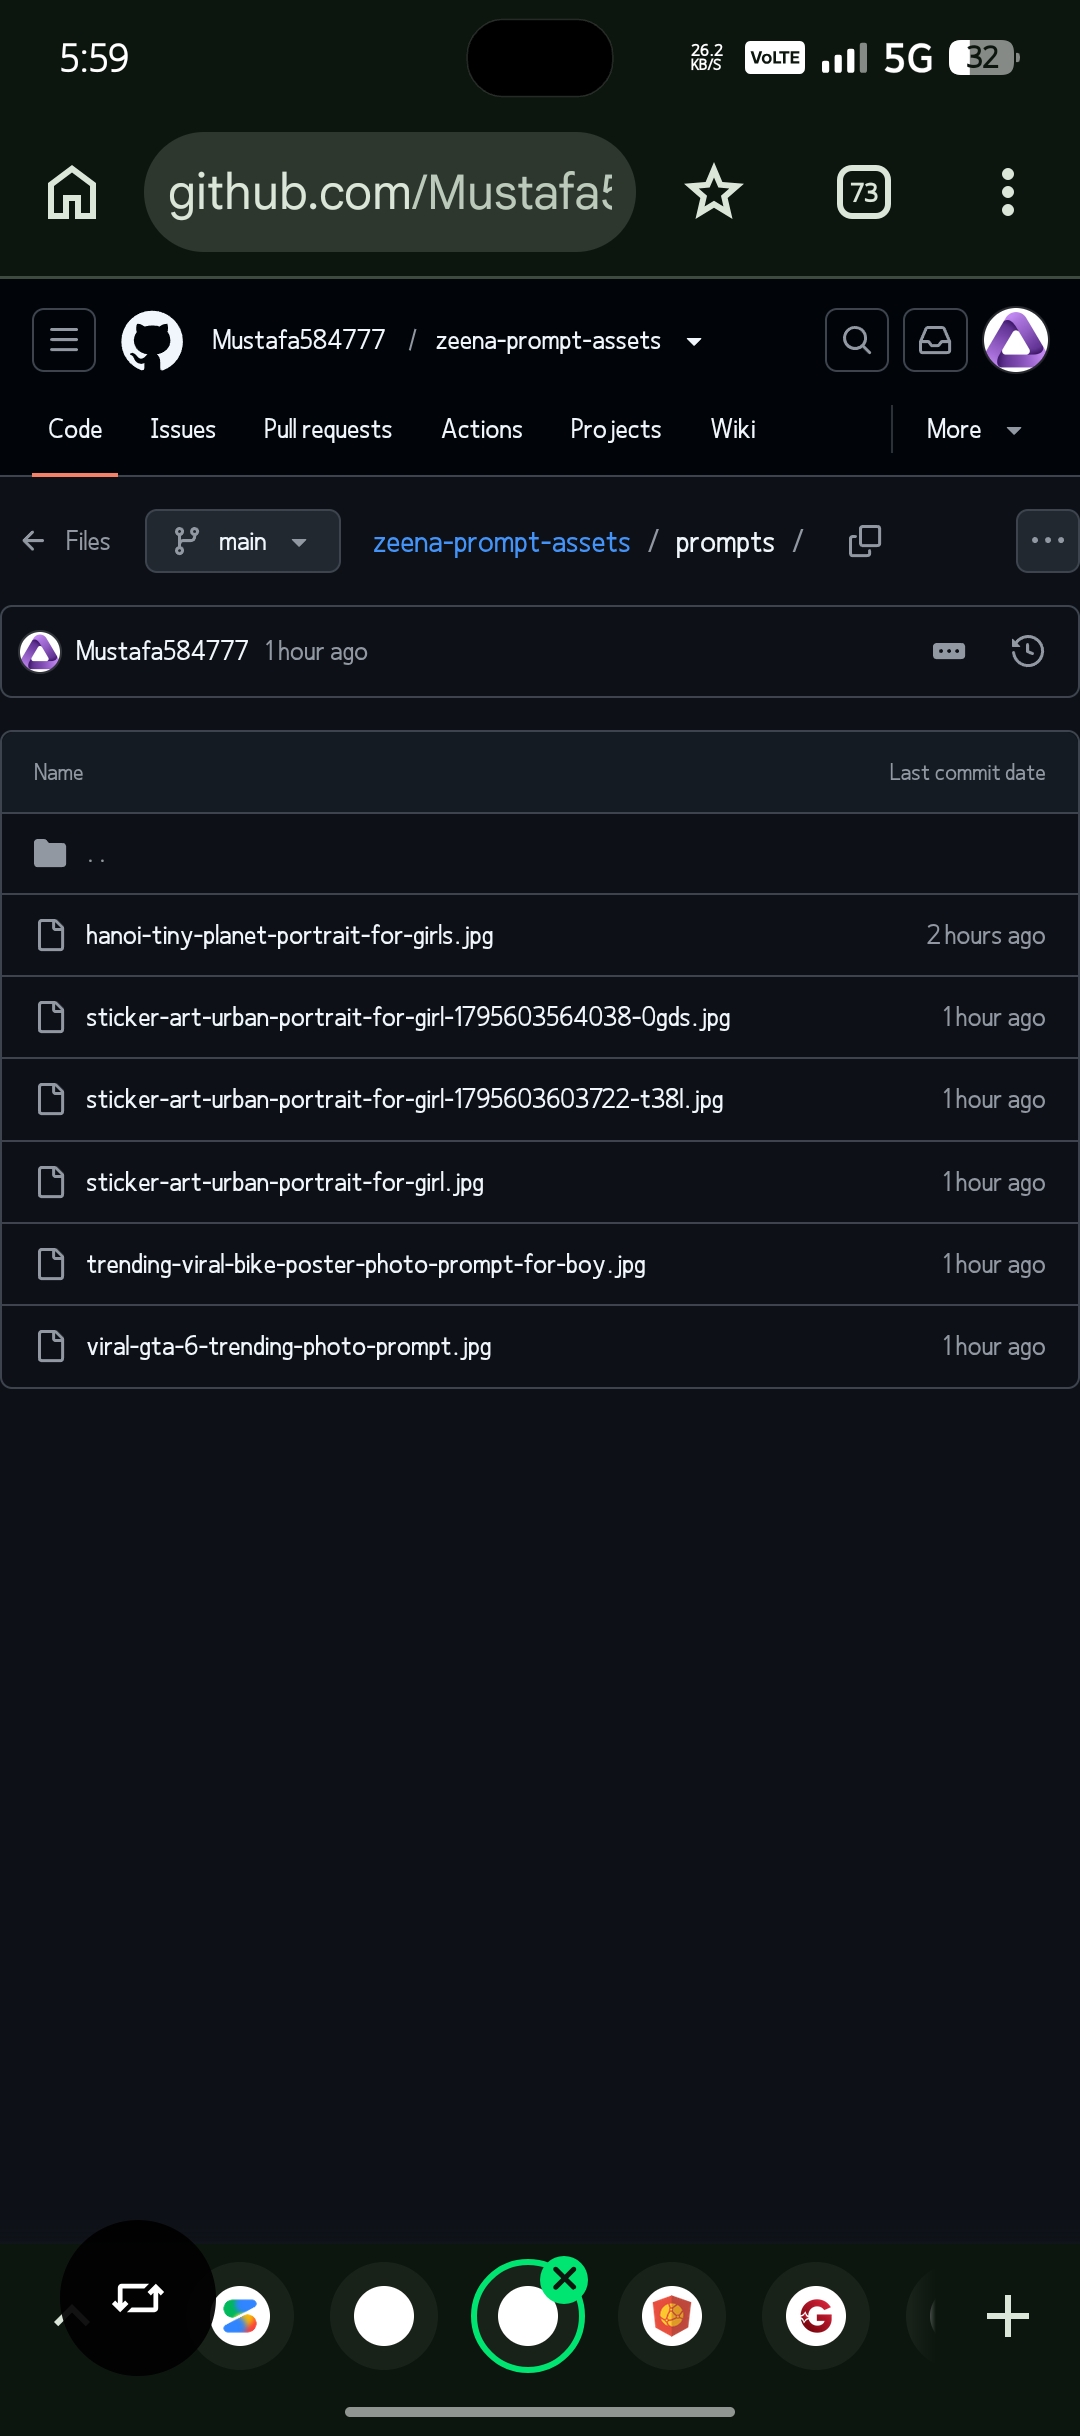 5:59
26.2
KB/S
VoLTE
5G
32
github.com/Mustafa5
73
Mustafa584777 / zeena-prompt-assets
Code Issues Pull requests Actions Projects Wiki More
Files main zeena-prompt-assets / prompts /
Mustafa584777 1 hour ago
Name Last commit date
..
hanoi-tiny-planet-portrait-for-girls.jpg 2 hours ago
sticker-art-urban-portrait-for-girl-1795603564038-0gds.jpg 1 hour ago
sticker-art-urban-portrait-for-girl-1795603603722-t38l.jpg 1 hour ago
sticker-art-urban-portrait-for-girl.jpg 1 hour ago
trending-viral-bike-poster-photo-prompt-for-boy.jpg 1 hour ago
viral-gta-6-trending-photo-prompt.jpg 1 hour ago
G